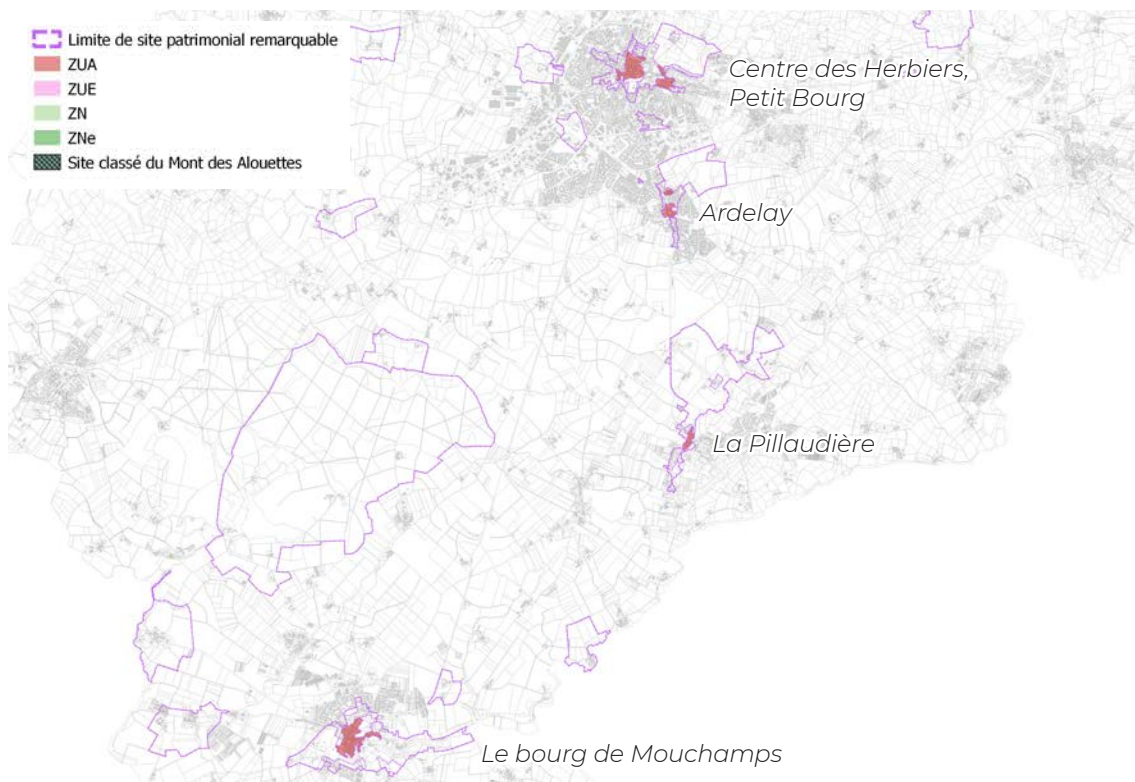 Limite de site patrimonial remarquable
ZUA
ZUE
ZN
ZNe
Site classé du Mont des Alouettes
Centre des Herbiers,
Petit Bourg
Ardelay
La Pillaudière
Le bourg de Mouchamps